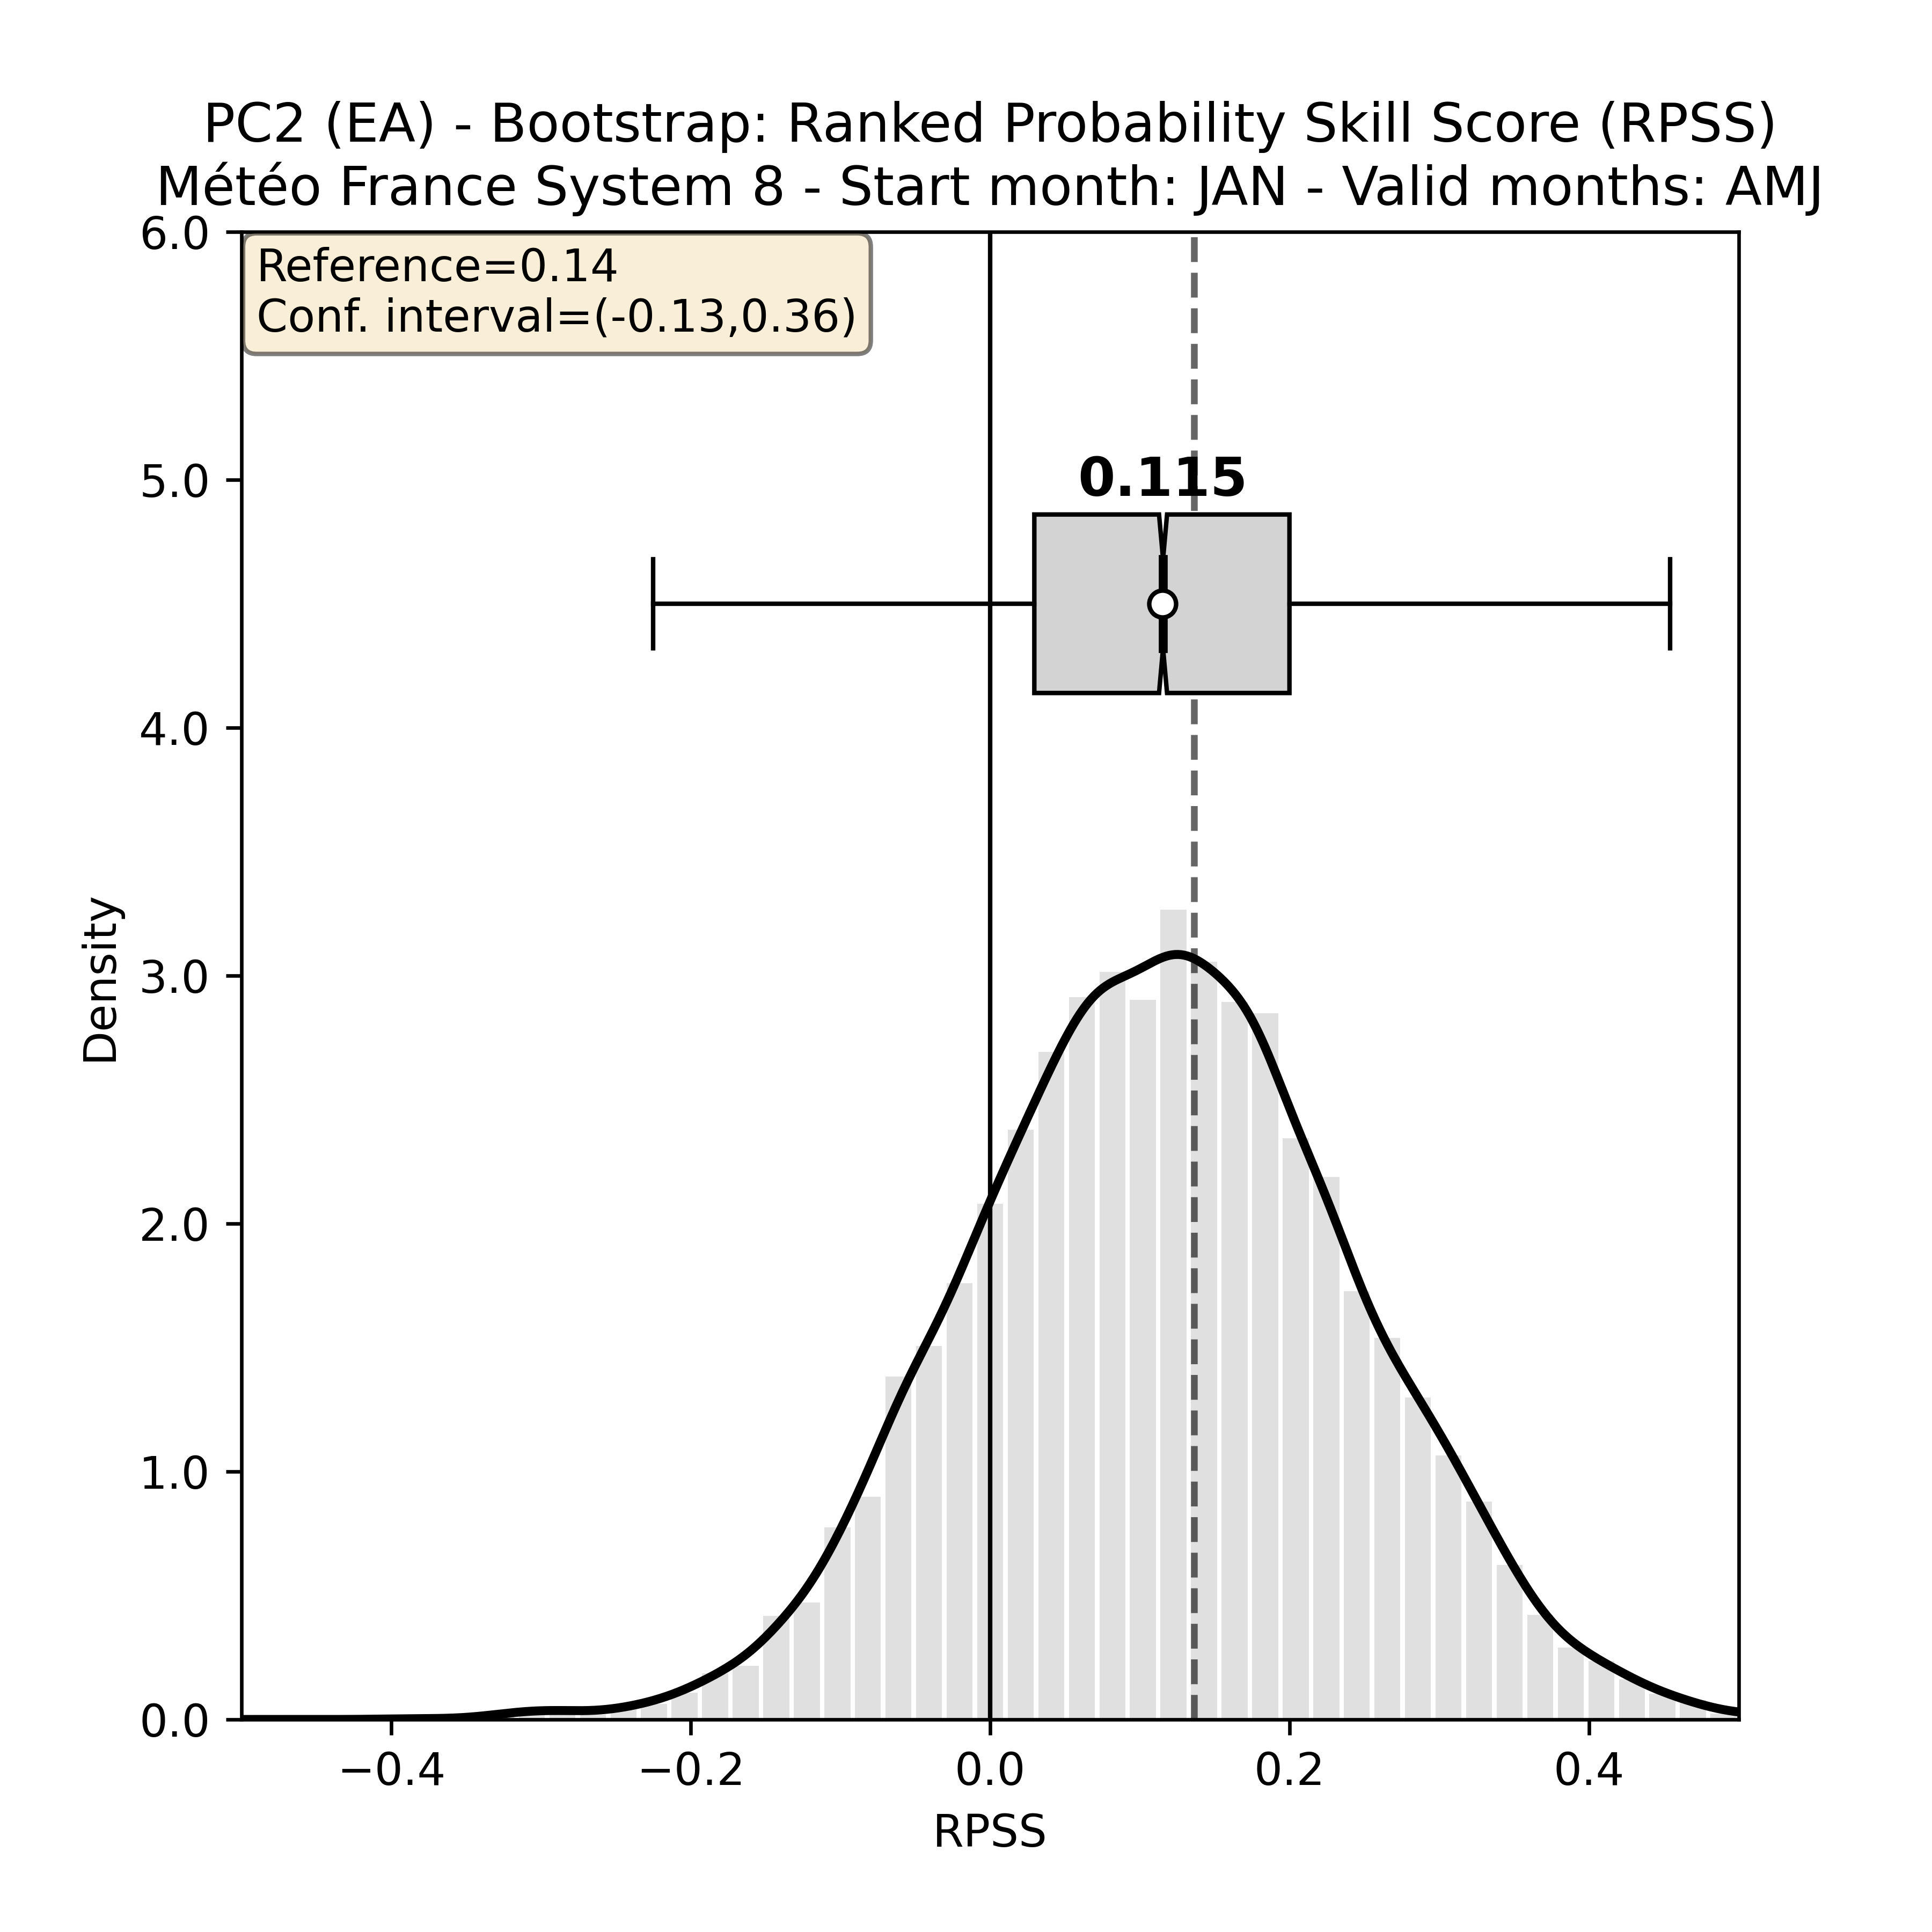 PC2 (EA) - Bootstrap: Ranked Probability Skill Score (RPSS)
Météo France System 8 - Start month: JAN - Valid months: AMJ
Reference=0.14
Conf. interval=(-0.13,0.36)
0.115
6.0
5.0
4.0
3.0
2.0
1.0
0.0
Density
−0.4
−0.2
0.0
0.2
0.4
RPSS